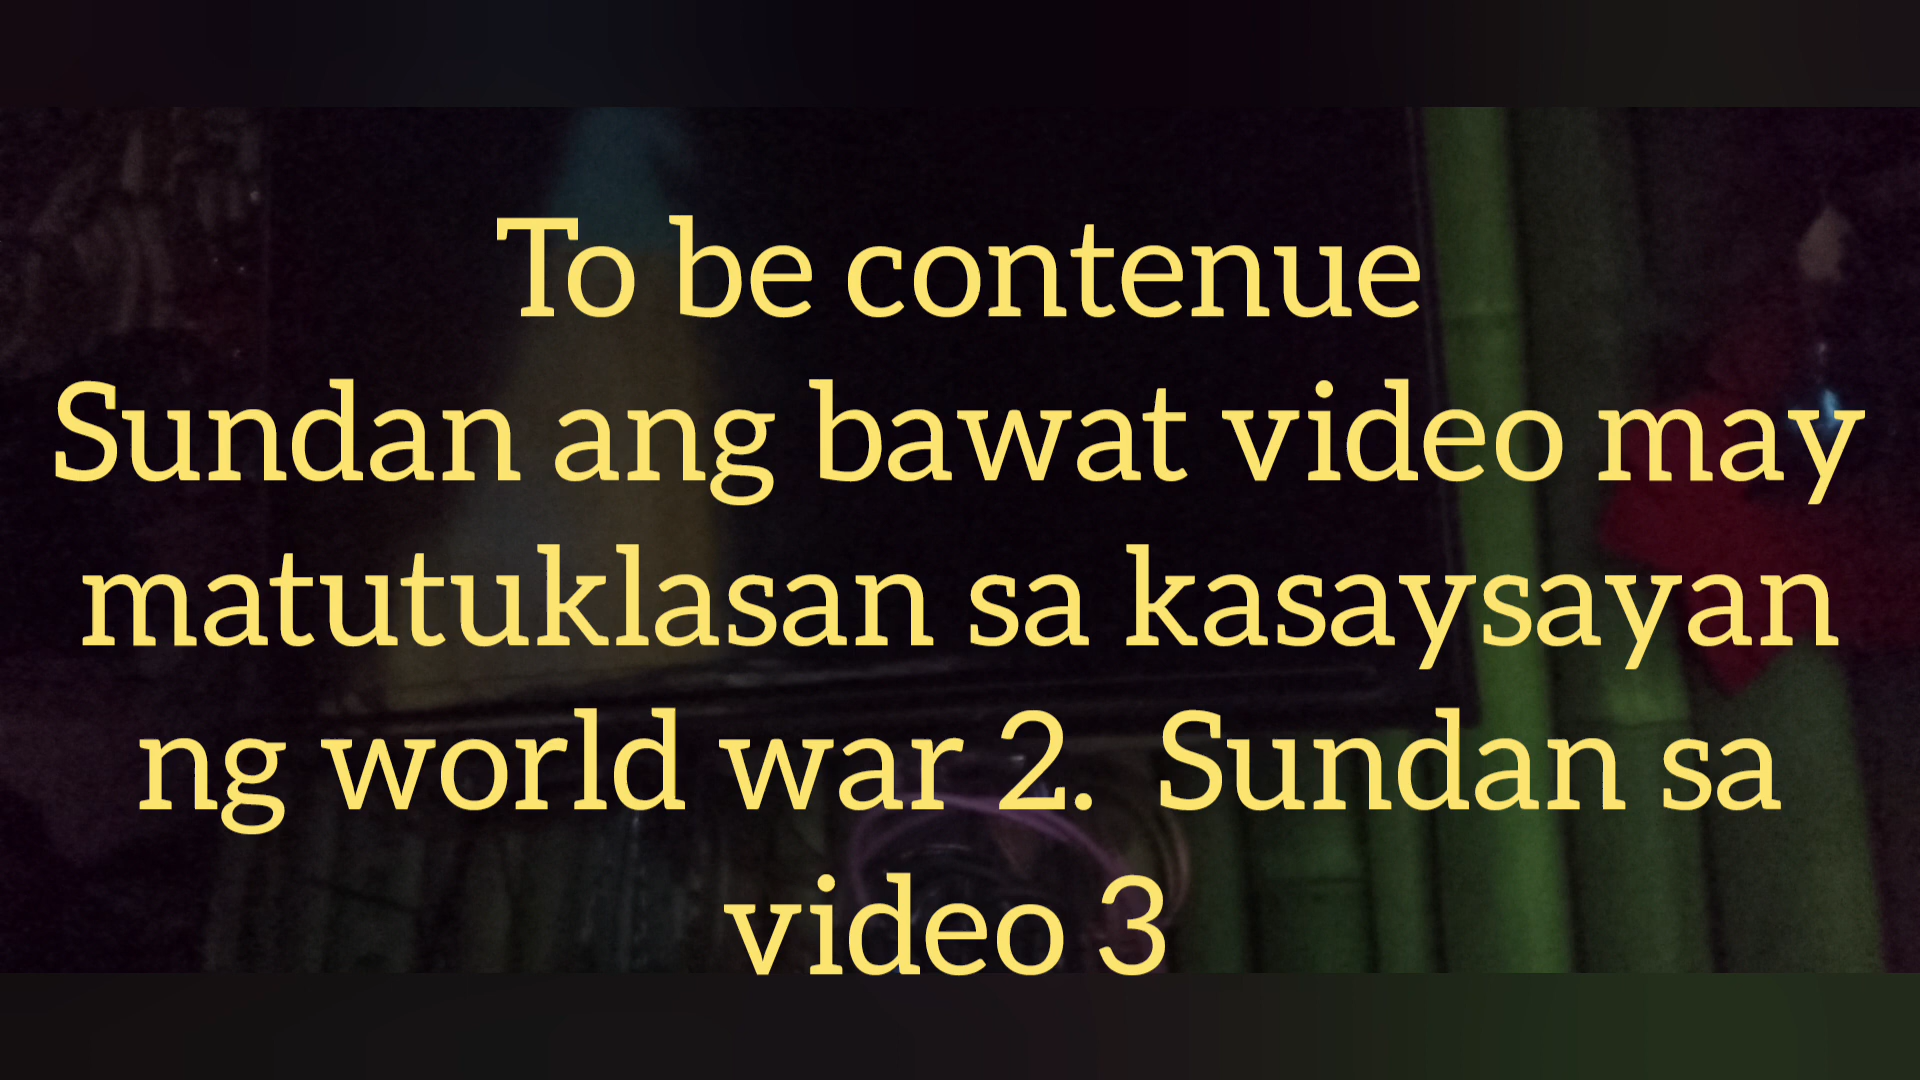 To be contenue
Sundan ang bawat video may
matutuklasan sa kasaysayan
ng world war 2.  Sundan sa
video 3